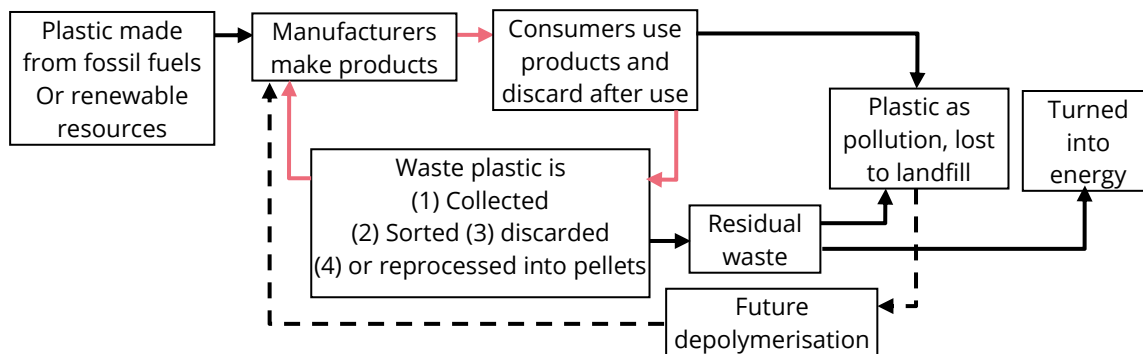 Plastic made
from fossil fuels
Or renewable
resources
Manufacturers
make products
Consumers use
products and
discard after use
Plastic as
pollution, lost
to landfill
Turned
into
energy
Waste plastic is
(1) Collected
(2) Sorted (3) discarded
(4) or reprocessed into pellets
Residual
waste
Future
depolymerisation